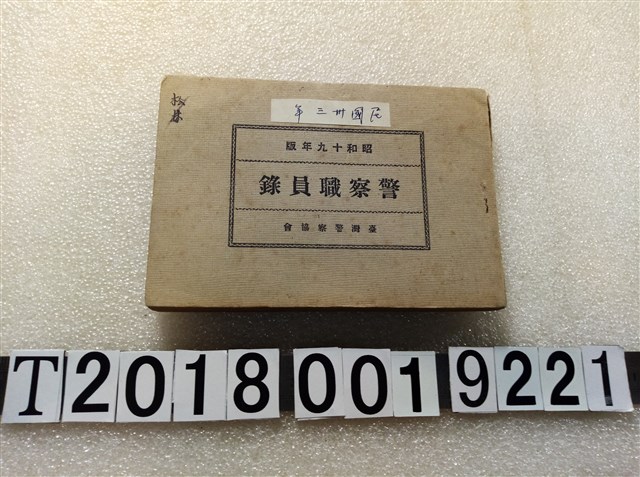 民國卅三年
昭和十九年版
警察職員錄
臺灣警察協會
T20180019221